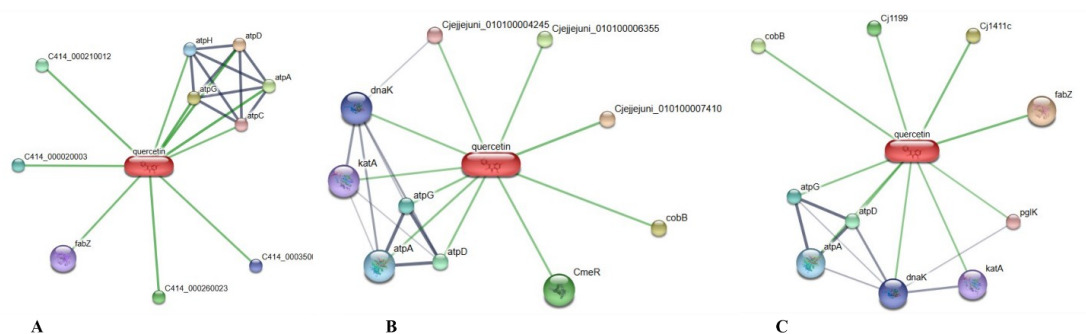 C414_000210012
atpH
atpD
atpA
atpG
atpC
quercetin
C414_000020003
fabZ
C414_000260023
A
Cjejjejuni_010100004245
Cjejjejuni_010100006355
dnaK
Cjejjejuni_010100007410
quercetin
katA
atpG
cobB
atpA
atpD
CmeR
B
Cj1199
Cj1411c
cobB
fabZ
quercetin
atpG
atpD
pglK
atpA
katA
dnaK
C